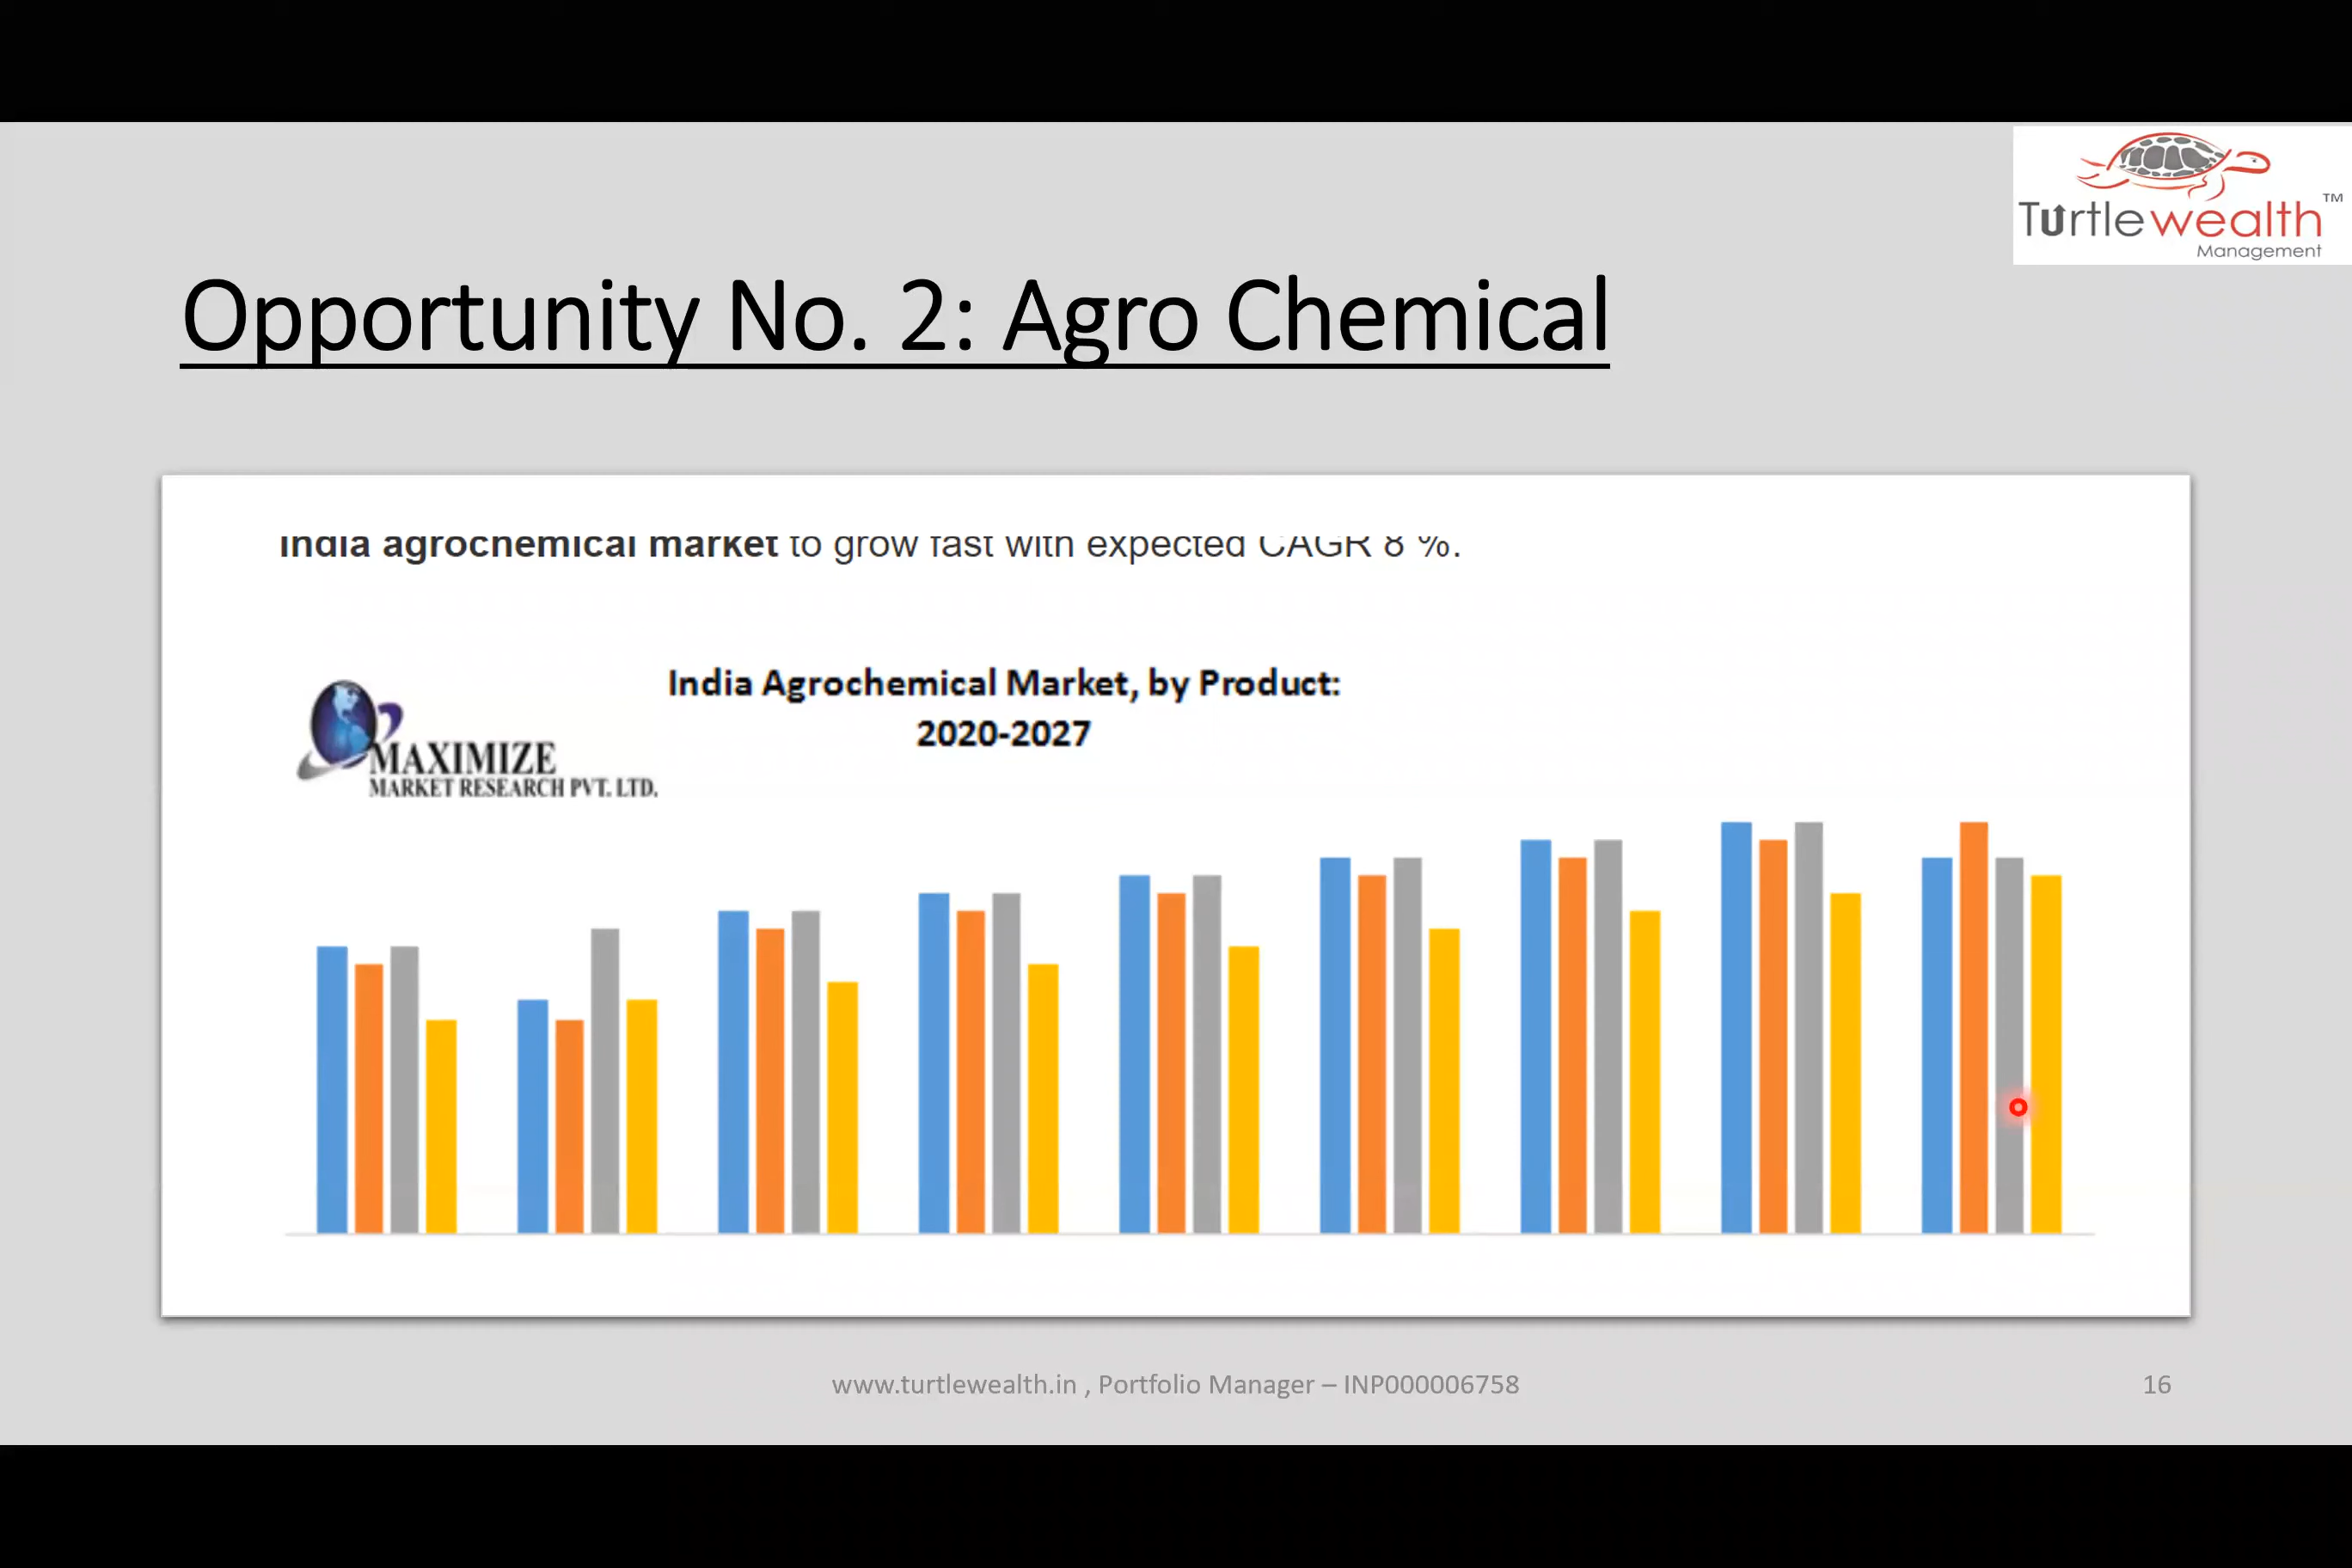 Turtlewealth™
Management
Opportunity No. 2: Agro Chemical
India agrochemical market to grow fast with expected CAGR 8 %.
India Agrochemical Market, by Product:
2020-2027
MAXIMIZE
MARKET RESEARCH PVT. LTD.
www.turtlewealth.in , Portfolio Manager – INP000006758
16